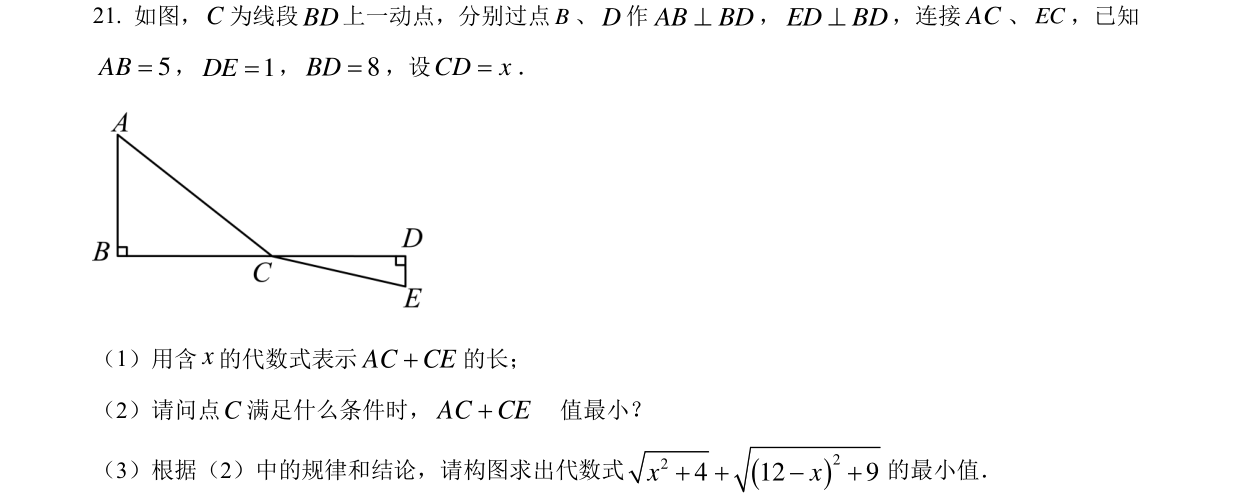 21. 如图，C 为线段 BD 上一动点，分别过点 B 、D 作 AB ⊥ BD，ED ⊥ BD，连接 AC 、EC，已知
AB = 5，DE = 1，BD = 8，设 CD = x．
A
B
C
D
E
（1）用含 x 的代数式表示 AC + CE 的长；
（2）请问点 C 满足什么条件时，AC + CE 值最小？
（3）根据（2）中的规律和结论，请构图求出代数式 √(x² + 4) + √((12 − x)² + 9) 的最小值．